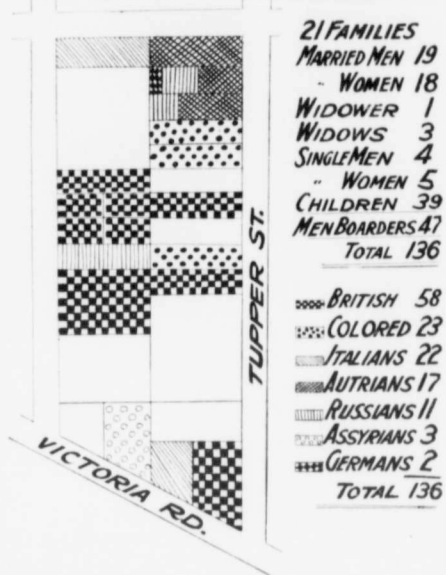 21 FAMILIES
MARRIED MEN 19
" WOMEN 18
WIDOWER 1
WIDOWS 3
SINGLE MEN 4
" WOMEN 5
CHILDREN 39
MEN BOARDERS 47
TOTAL 136
BRITISH 58
COLORED 23
ITALIANS 22
AUTRIANS 17
RUSSIANS 11
ASSYRIANS 3
GERMANS 2
TOTAL 136
TUPPER ST.
VICTORIA RD.